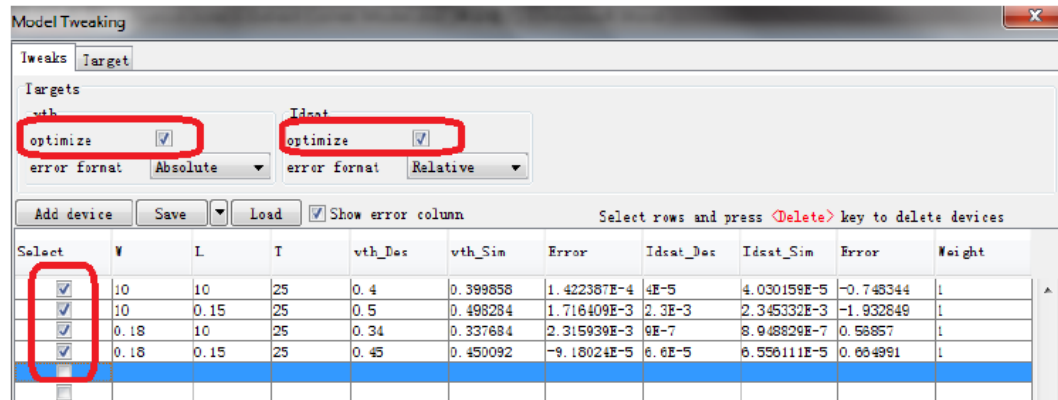 Model Tweaking
Tweaks Target
Targets
vth Idsat
optimize optimize
error format Absolute error format Relative
Add device Save Load Show error column Select rows and press <Delete> key to delete devices
Select W L T vth_Des vth_Sim Error Idsat_Des Idsat_Sim Error Weight
10 10 25 0.4 0.399858 1.422387E-4 4E-5 4.030159E-5 -0.748344 1
10 0.15 25 0.5 0.498284 1.716409E-3 2.3E-3 2.345332E-3 -1.932849 1
0.18 10 25 0.34 0.337684 2.315939E-3 9E-7 8.948829E-7 0.56857 1
0.18 0.15 25 0.45 0.450092 -9.18024E-5 6.6E-5 6.556111E-5 0.664991 1